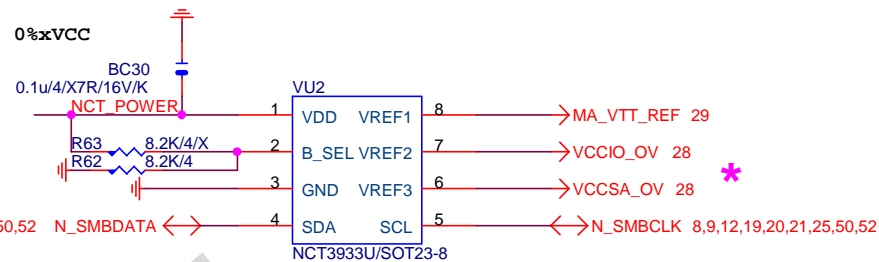 0%xVCC
BC30
0.1u/4/X7R/16V/K
VU2
NCT_POWER 1 VDD VREF1 8 MA_VTT_REF 29
R63 8.2K/4/X
2 B_SEL VREF2 7 VCCIO_OV 28
R62 8.2K/4
3 GND VREF3 6 VCCSA_OV 28
*
50,52 N_SMBDATA 4 SDA SCL 5 N_SMBCLK 8,9,12,19,20,21,25,50,52
NCT3933U/SOT23-8